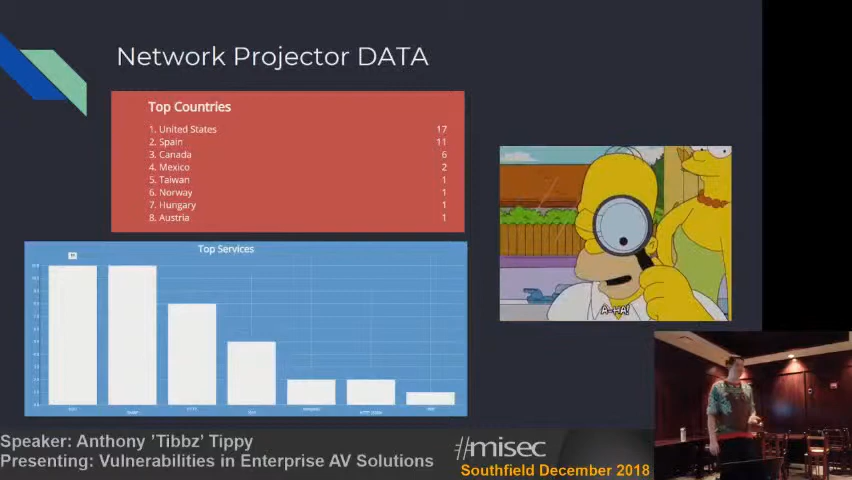 Network Projector DATA
Top Countries
1. United States 17
2. Spain 11
3. Canada 6
4. Mexico 2
5. Taiwan 1
6. Norway 1
7. Hungary 1
8. Austria 1
Top Services
A-HA!
Speaker: Anthony 'Tibbz' Tippy
Presenting: Vulnerabilities in Enterprise AV Solutions
#misec
Southfield December 2018